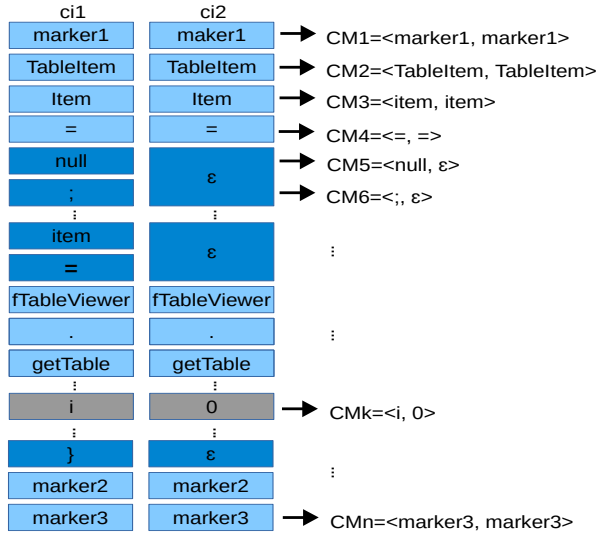 ci1 ci2
marker1 maker1 CM1=<marker1, marker1>
TableItem TableItem CM2=<TableItem, TableItem>
Item Item CM3=<item, item>
= = CM4=<=, =>
null ε CM5=<null, ε>
; CM6=<;, ε>
⋮ ⋮
item ε ⋮
=
fTableViewer fTableViewer
. . ⋮
getTable getTable
⋮ ⋮
i 0 CMk=<i, 0>
⋮ ⋮
} ε ⋮
marker2 marker2
marker3 marker3 CMn=<marker3, marker3>